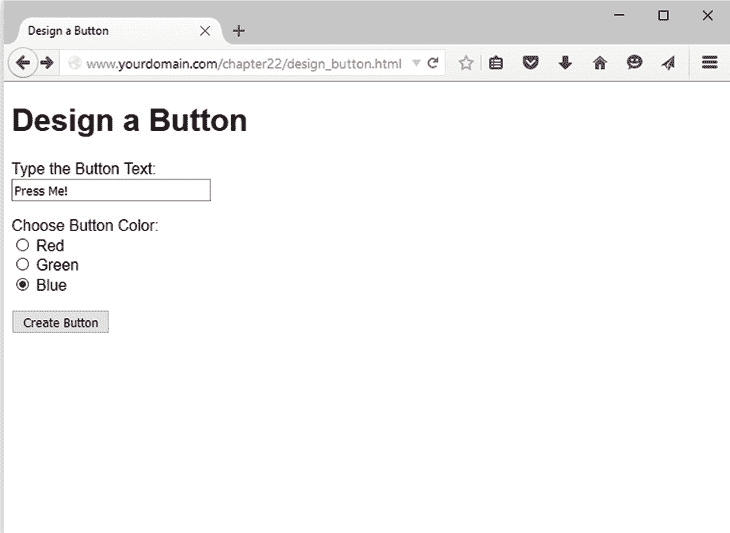 Design a Button
www.yourdomain.com/chapter22/design_button.html
Design a Button
Type the Button Text:
Press Me!
Choose Button Color:
Red
Green
Blue
Create Button